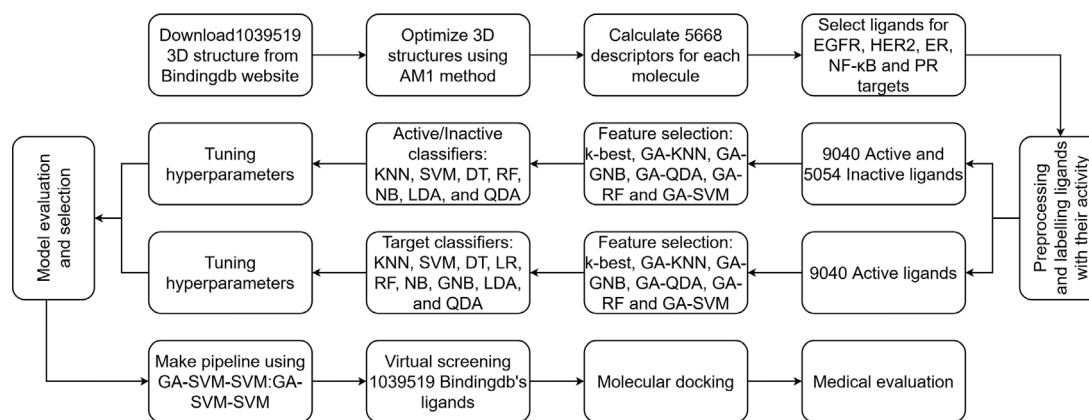 Download1039519
3D structure from
Bindingdb website
Optimize 3D
structures using
AM1 method
Calculate 5668
descriptors for each
molecule
Select ligands for
EGFR, HER2, ER,
NF-κB and PR
targets
Preprocessing
and labelling ligands
with their activity
9040 Active and
5054 Inactive ligands
Feature selection:
k-best, GA-KNN, GA-
GNB, GA-QDA, GA-
RF and GA-SVM
Active/Inactive
classifiers:
KNN, SVM, DT, RF,
NB, LDA, and QDA
Tuning
hyperparameters
9040 Active ligands
Feature selection:
k-best, GA-KNN, GA-
GNB, GA-QDA, GA-
RF and GA-SVM
Target classifiers:
KNN, SVM, DT, LR,
RF, NB, GNB, LDA,
and QDA
Tuning
hyperparameters
Model evaluation
and selection
Make pipeline using
GA-SVM-SVM:GA-
SVM-SVM
Virtual screening
1039519 Bindingdb's
ligands
Molecular docking
Medical evaluation